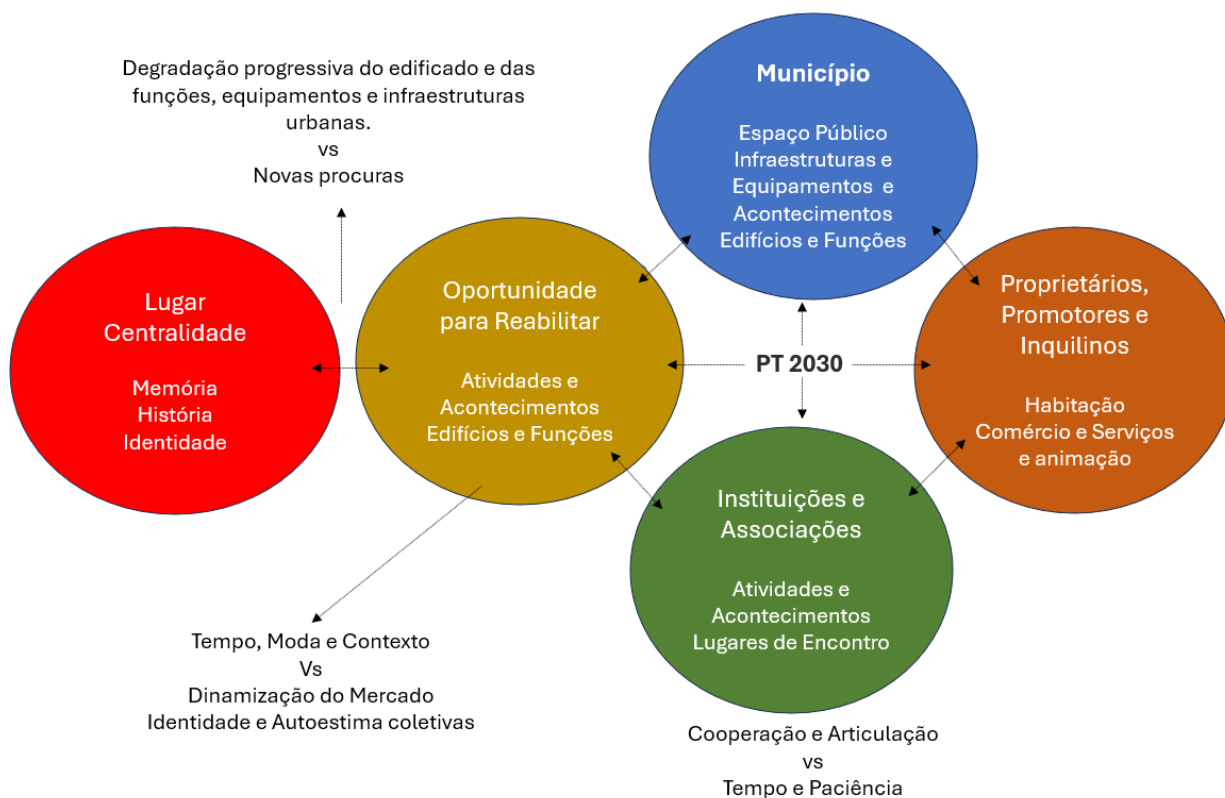 Degradação progressiva do edificado e das
funções, equipamentos e infraestruturas
urbanas.
vs
Novas procuras
Município
Espaço Público
Infraestruturas e
Equipamentos e
Acontecimentos
Edifícios e Funções
Lugar
Centralidade
Memória
História
Identidade
Oportunidade
para Reabilitar
Atividades e
Acontecimentos
Edifícios e Funções
PT 2030
Proprietários,
Promotores e
Inquilinos
Habitação
Comércio e Serviços
e animação
Instituições e
Associações
Atividades e
Acontecimentos
Lugares de Encontro
Tempo, Moda e Contexto
Vs
Dinamização do Mercado
Identidade e Autoestima coletivas
Cooperação e Articulação
vs
Tempo e Paciência